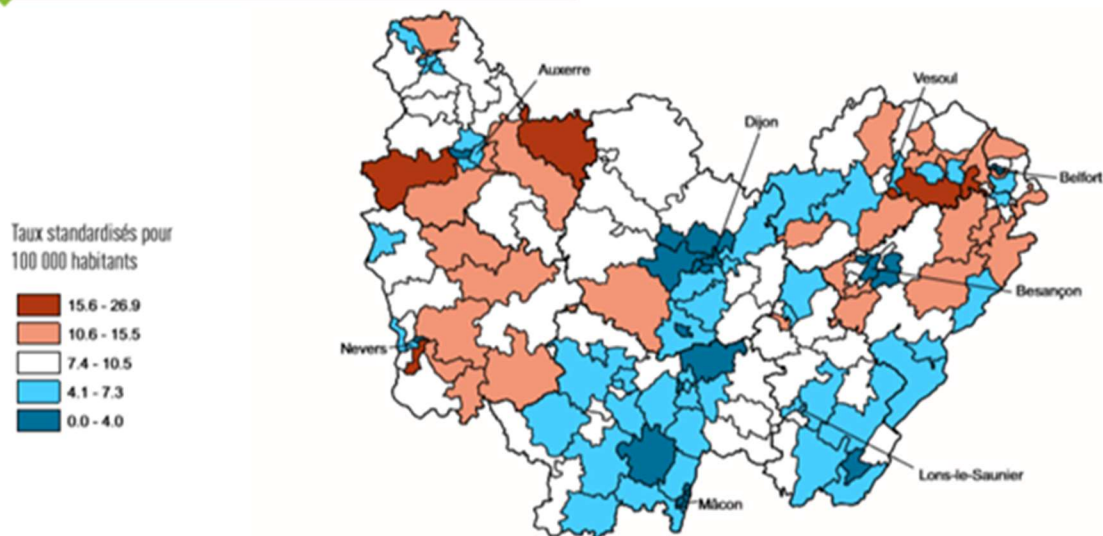 Auxerre
Vesoul
Dijon
Belfort
Taux standardisés pour
100 000 habitants
15.6 - 26.9
10.6 - 15.5
7.4 - 10.5
4.1 - 7.3
0.0 - 4.0
Besançon
Nevers
Lons-le-Saunier
Mâcon